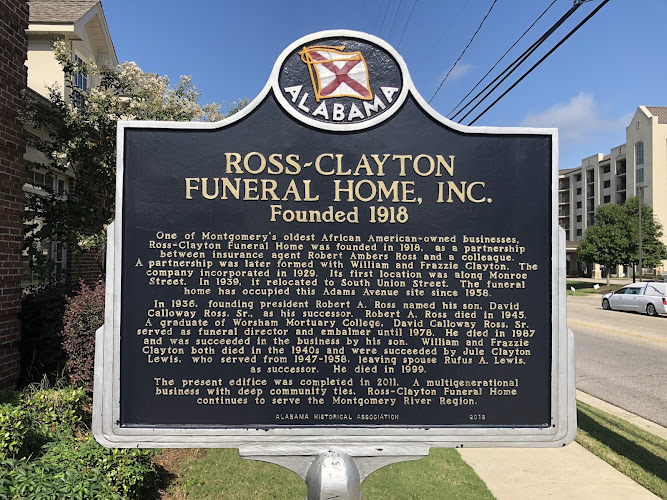 ALABAMA
ROSS-CLAYTON
FUNERAL HOME, INC.
Founded 1918
One of Montgomery's oldest African American-owned businesses,
Ross-Clayton Funeral Home was founded in 1918, as a partnership
between insurance agent Robert Ambers Ross and a colleague.
A partnership was later formed with William and Frazzie Clayton. The
company incorporated in 1929. Its first location was along Monroe
Street. In 1939, it relocated to South Union Street. The funeral
home has occupied this Adams Avenue site since 1958.
In 1936, founding president Robert A. Ross named his son, David
Calloway Ross, Sr., as his successor. Robert A. Ross died in 1945.
A graduate of Worsham Mortuary College, David Calloway Ross, Sr.
served as funeral director and embalmer until 1978. He died in 1987
and was succeeded in the business by his son. William and Frazzie
Clayton both died in the 1940s and were succeeded by Jule Clayton
Lewis, who served from 1947-1958, leaving spouse Rufus A. Lewis,
as successor. He died in 1999.
The present edifice was completed in 2011. A multigenerational
business with deep community ties, Ross-Clayton Funeral Home
continues to serve the Montgomery River Region.
ALABAMA HISTORICAL ASSOCIATION 2018